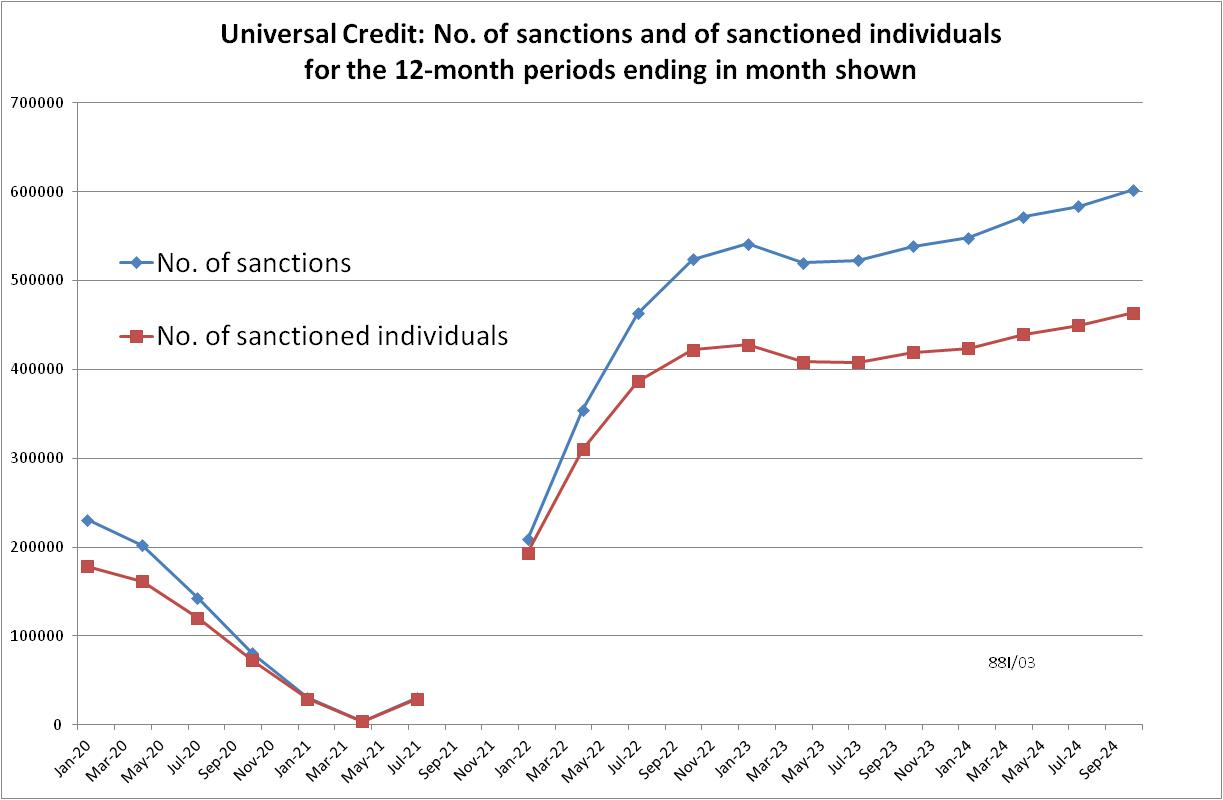 Universal Credit: No. of sanctions and of sanctioned individuals
for the 12-month periods ending in month shown
700000
600000
500000
400000
300000
200000
100000
0
No. of sanctions
No. of sanctioned individuals
88I/03
Jan-20
Mar-20
May-20
Jul-20
Sep-20
Nov-20
Jan-21
Mar-21
May-21
Jul-21
Sep-21
Nov-21
Jan-22
Mar-22
May-22
Jul-22
Sep-22
Nov-22
Jan-23
Mar-23
May-23
Jul-23
Sep-23
Nov-23
Jan-24
Mar-24
May-24
Jul-24
Sep-24